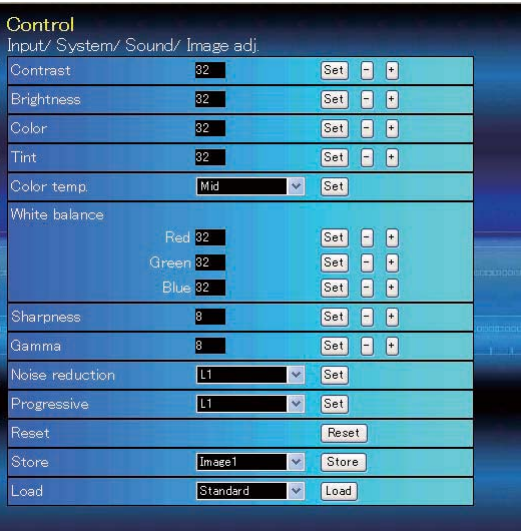 Control
Input/ System/ Sound/ Image adj.
Contrast 32 Set - +
Brightness 32 Set - +
Color 32 Set - +
Tint 32 Set - +
Color temp. Mid Set
White balance
Red 32 Set - +
Green 32 Set - +
Blue 32 Set - +
Sharpness 8 Set - +
Gamma 8 Set - +
Noise reduction L1 Set
Progressive L1 Set
Reset Reset
Store Image1 Store
Load Standard Load